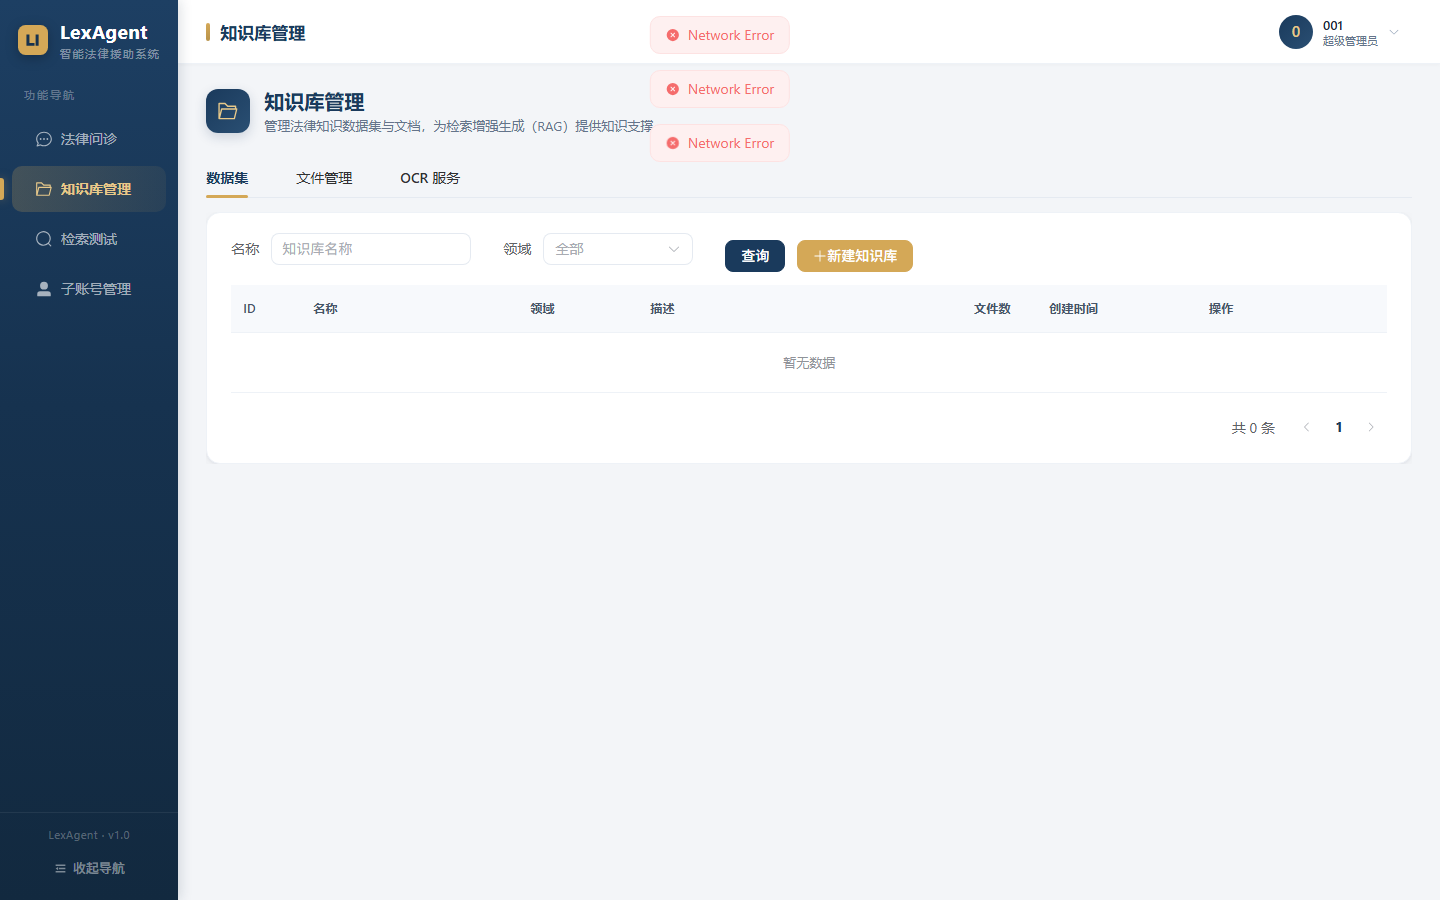 LI
LexAgent
智能法律援助系统
功能导航
法律问诊
知识库管理
检索测试
子账号管理
LexAgent · v1.0
收起导航
知识库管理
Network Error
0
001
超级管理员
Network Error
知识库管理
管理法律知识数据集与文档，为检索增强生成（RAG）提供知识支撑
Network Error
数据集 文件管理 OCR 服务
名称 知识库名称 领域 全部 查询 新建知识库
ID 名称 领域 描述 文件数 创建时间 操作
暂无数据
共 0 条 1